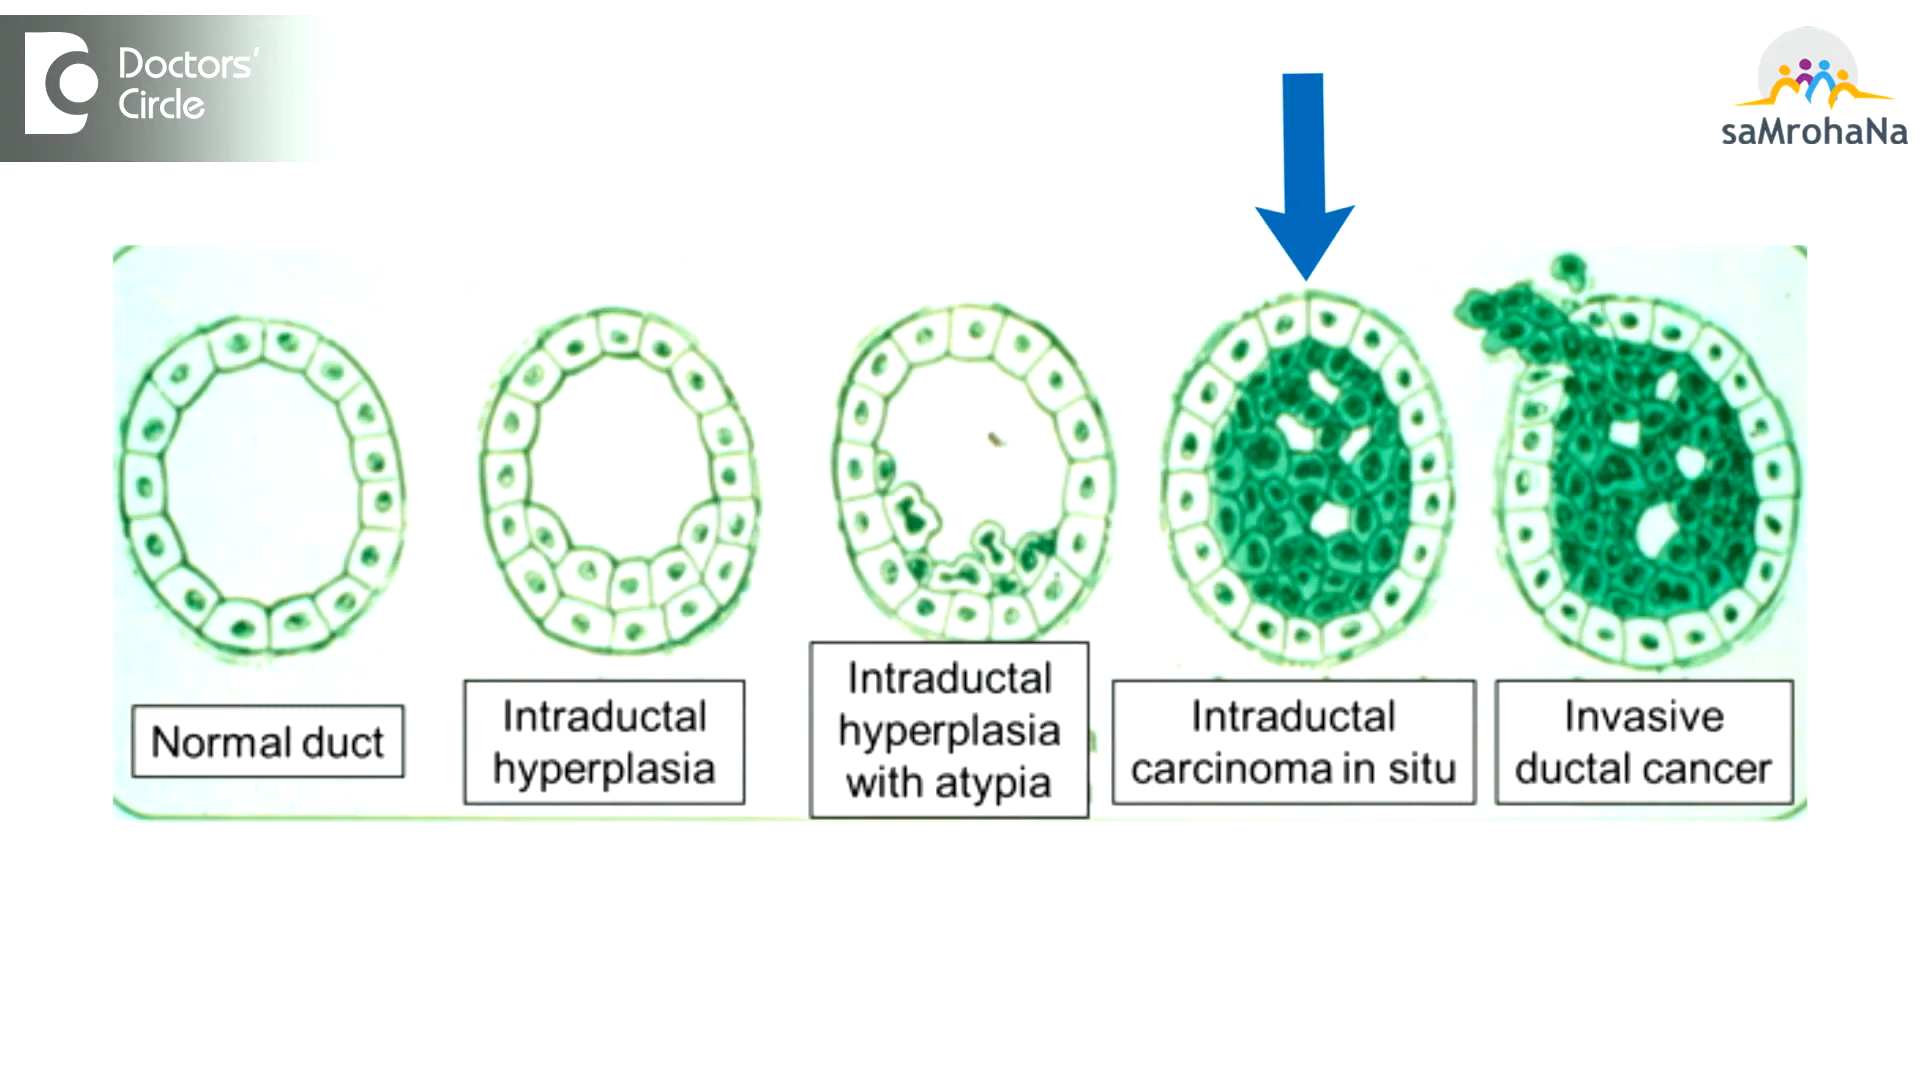 Doctors'
Circle
saMrohaNa
Normal duct
Intraductal
hyperplasia
Intraductal
hyperplasia
with atypia
Intraductal
carcinoma in situ
Invasive
ductal cancer